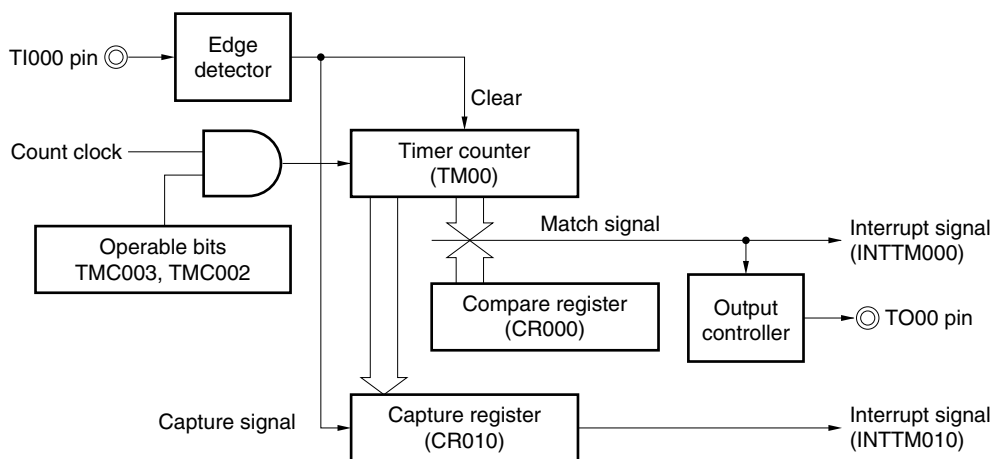 TI000 pin
Edge
detector
Clear
Count clock
Timer counter
(TM00)
Operable bits
TMC003, TMC002
Match signal
Interrupt signal
(INTTM000)
Compare register
(CR000)
Output
controller
TO00 pin
Capture signal
Capture register
(CR010)
Interrupt signal
(INTTM010)